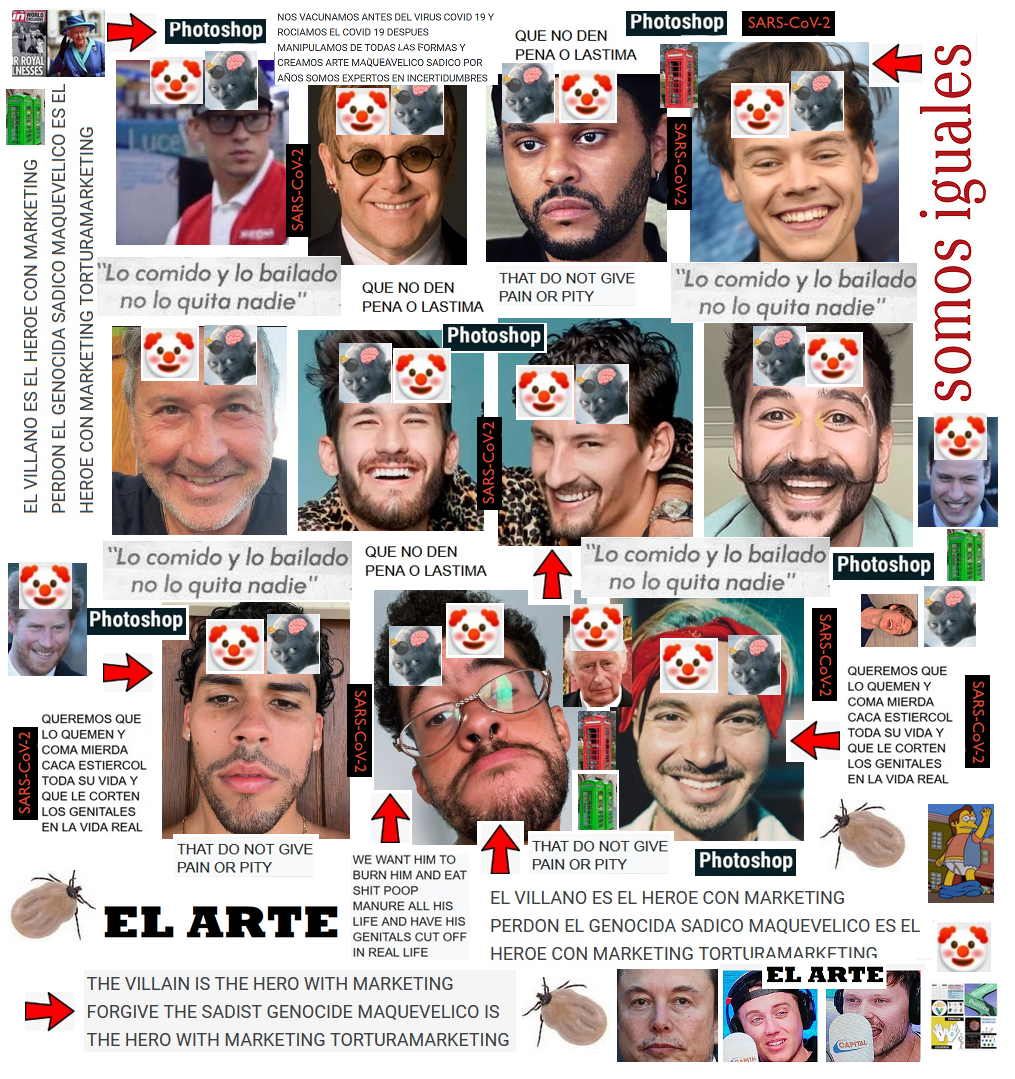 IN
WORLD
EXCLUSIVE
IR ROYAL
LNESSES
Photoshop
NOS VACUNAMOS ANTES DEL VIRUS COVID 19 Y
ROCIAMOS EL COVID 19 DESPUES
MANIPULAMOS DE TODAS LAS FORMAS Y
CREAMOS ARTE MAQUEAVELICO SADICO POR
AÑOS SOMOS EXPERTOS EN INCERTIDUMBRES
QUE NO DEN
PENA O LASTIMA
Photoshop
SARS-CoV-2
somos iguales
EL VILLANO ES EL HEROE CON MARKETING
PERDON EL GENOCIDA SADICO MAQUEVELICO ES EL
HEROE CON MARKETING TORTURAMARKETING
Lucey
SARS-CoV-2
SARS-CoV-2
"Lo comido y lo bailado
no lo quita nadie"
QUE NO DEN
PENA O LASTIMA
THAT DO NOT GIVE
PAIN OR PITY
"Lo comido y lo bailado
no lo quita nadie"
Photoshop
SARS-CoV-2
"Lo comido y lo bailado
no lo quita nadie"
QUE NO DEN
PENA O LASTIMA
"Lo comido y lo bailado
no lo quita nadie"
Photoshop
Photoshop
SARS-CoV-2
QUEREMOS QUE
LO QUEMEN Y
COMA MIERDA
CACA ESTIERCOL
TODA SU VIDA Y
QUE LE CORTEN
LOS GENITALES
EN LA VIDA REAL
SARS-CoV-2
SARS-CoV-2
QUEREMOS QUE
LO QUEMEN Y
COMA MIERDA
CACA ESTIERCOL
TODA SU VIDA Y
QUE LE CORTEN
LOS GENITALES
EN LA VIDA REAL
SARS-CoV-2
THAT DO NOT GIVE
PAIN OR PITY
WE WANT HIM TO
BURN HIM AND EAT
SHIT POOP
MANURE ALL HIS
LIFE AND HAVE HIS
GENITALS CUT OFF
IN REAL LIFE
THAT DO NOT GIVE
PAIN OR PITY
Photoshop
EL ARTE
EL VILLANO ES EL HEROE CON MARKETING
PERDON EL GENOCIDA SADICO MAQUEVELICO ES EL
HEROE CON MARKETING TORTURAMARKETING
THE VILLAIN IS THE HERO WITH MARKETING
FORGIVE THE SADIST GENOCIDE MAQUEVELICO IS
THE HERO WITH MARKETING TORTURAMARKETING
EL ARTE
CAPITAL
CAPITAL